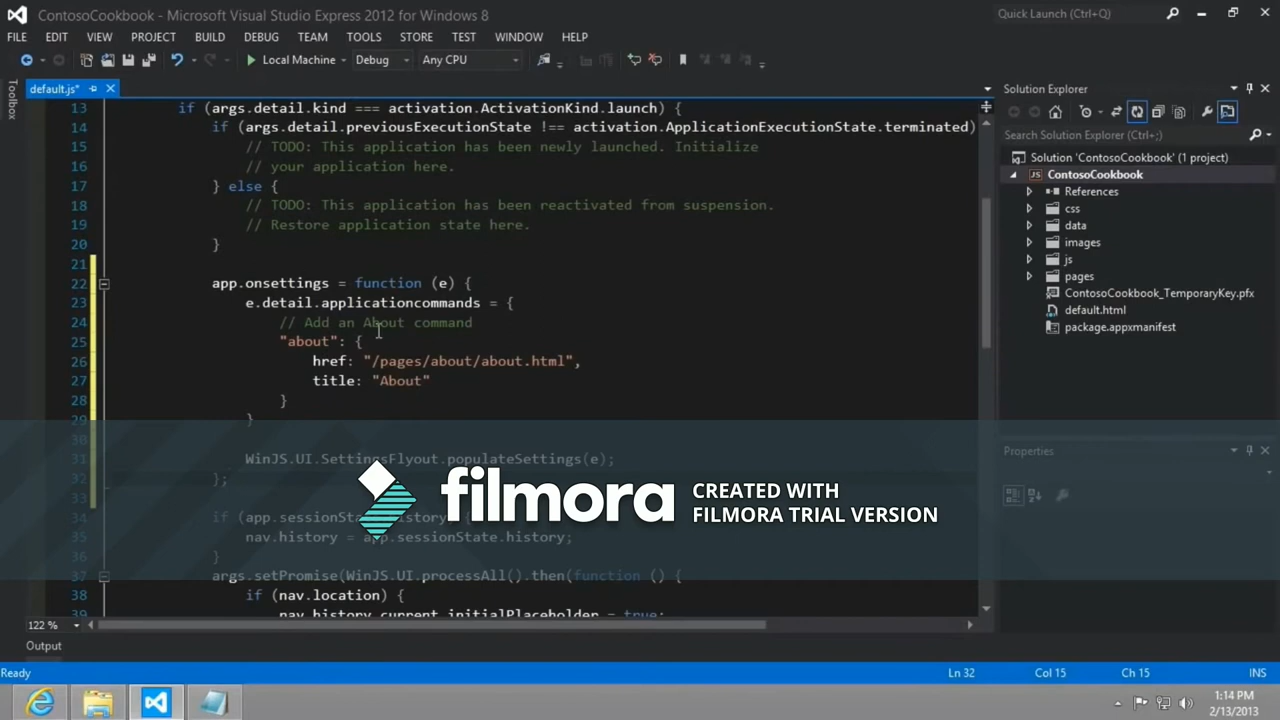 ContosoCookbook - Microsoft Visual Studio Express 2012 for Windows 8
Quick Launch (Ctrl+Q)
FILE EDIT VIEW PROJECT BUILD DEBUG TEAM TOOLS STORE TEST WINDOW HELP
Local Machine Debug Any CPU
Toolbox
default.js*
13 if (args.detail.kind === activation.ActivationKind.launch) {
14 if (args.detail.previousExecutionState !== activation.ApplicationExecutionState.terminated)
15 // TODO: This application has been newly launched. Initialize
16 // your application here.
17 } else {
18 // TODO: This application has been reactivated from suspension.
19 // Restore application state here.
20 }
21
22 app.onsettings = function (e) {
23 e.detail.applicationcommands = {
24 // Add an About command
25 "about": {
26 href: "/pages/about/about.html",
27 title: "About"
28 }
29 }
30
31 WinJS.UI.SettingsFlyout.populateSettings(e);
32 };
33
34 if (app.sessionState.history) {
35 nav.history = app.sessionState.history;
36 }
37 args.setPromise(WinJS.UI.processAll().then(function () {
38 if (nav.location) {
39 nav.history.current.initialPlaceholder = true;
122 %
Solution Explorer
Search Solution Explorer (Ctrl+;)
Solution 'ContosoCookbook' (1 project)
JS ContosoCookbook
References
css
data
images
js
pages
ContosoCookbook_TemporaryKey.pfx
default.html
package.appxmanifest
Properties
filmora
CREATED WITH
FILMORA TRIAL VERSION
Output
Ready Ln 32 Col 15 Ch 15 INS
1:14 PM
2/13/2013